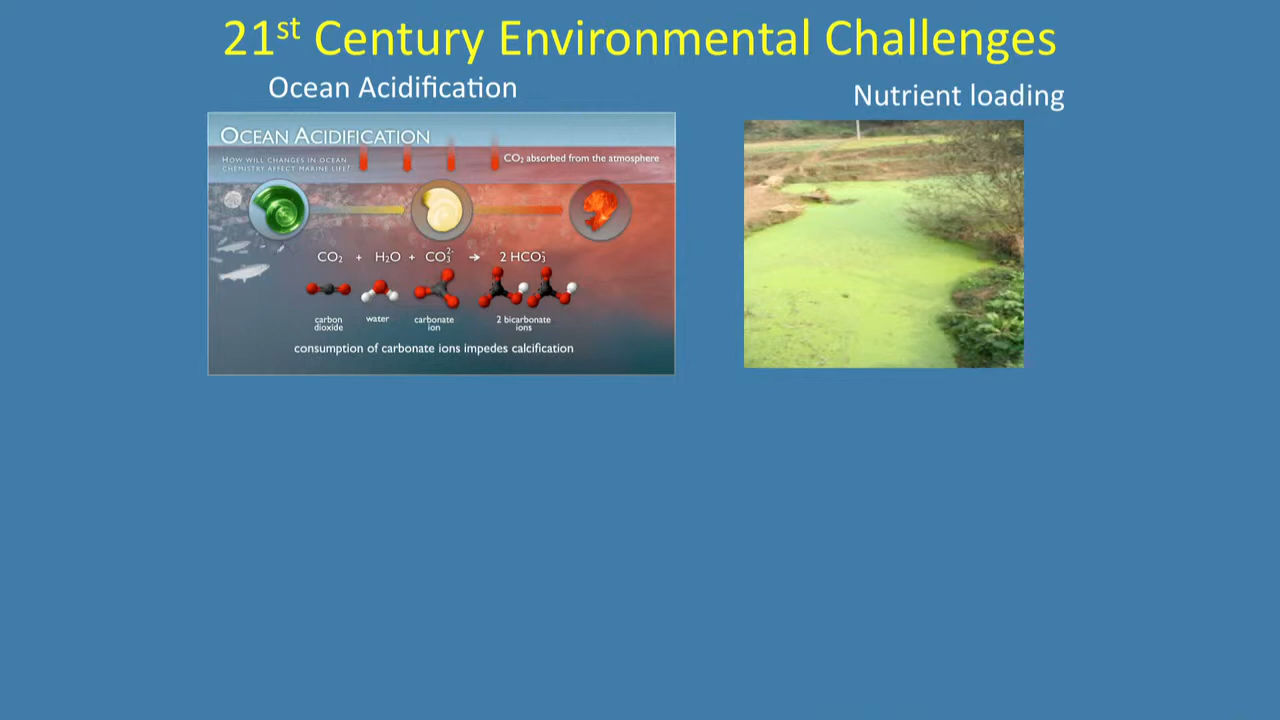 21st Century Environmental Challenges
Ocean Acidification
Nutrient loading
OCEAN ACIDIFICATION
HOW WILL CHANGES IN OCEAN
CHEMISTRY AFFECT MARINE LIFE?
CO₂ absorbed from the atmosphere
CO₂ + H₂O + CO₃²⁻ → 2 HCO₃⁻
carbon dioxide water carbonate ion 2 bicarbonate ions
consumption of carbonate ions impedes calcification